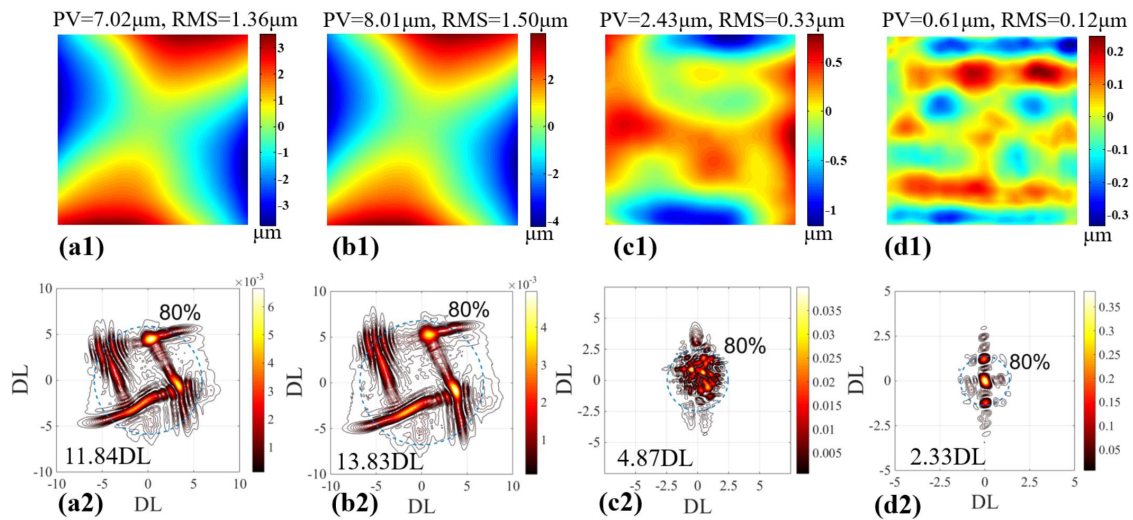 PV=7.02μm, RMS=1.36μm
3
2
1
0
-1
-2
-3
μm
(a1)
PV=8.01μm, RMS=1.50μm
2
0
-2
-4
μm
(b1)
PV=2.43μm, RMS=0.33μm
0.5
0
-0.5
-1
μm
(c1)
PV=0.61μm, RMS=0.12μm
0.2
0.1
0
-0.1
-0.2
-0.3
μm
(d1)
×10⁻³
10
5
0
-5
-10
DL
80%
11.84DL
-10 -5 0 5 10
DL
6
5
4
3
2
1
(a2)
×10⁻³
10
5
0
-5
-10
80%
13.83DL
-10 -5 0 5 10
DL
4
3
2
1
(b2)
5
2.5
0
-2.5
-5
DL
80%
4.87DL
-5 -2.5 0 2.5 5
DL
0.035
0.03
0.025
0.02
0.015
0.01
0.005
(c2)
5
2.5
0
-2.5
-5
DL
80%
2.33DL
-5 -2.5 0 2.5 5
DL
0.35
0.3
0.25
0.2
0.15
0.1
0.05
(d2)